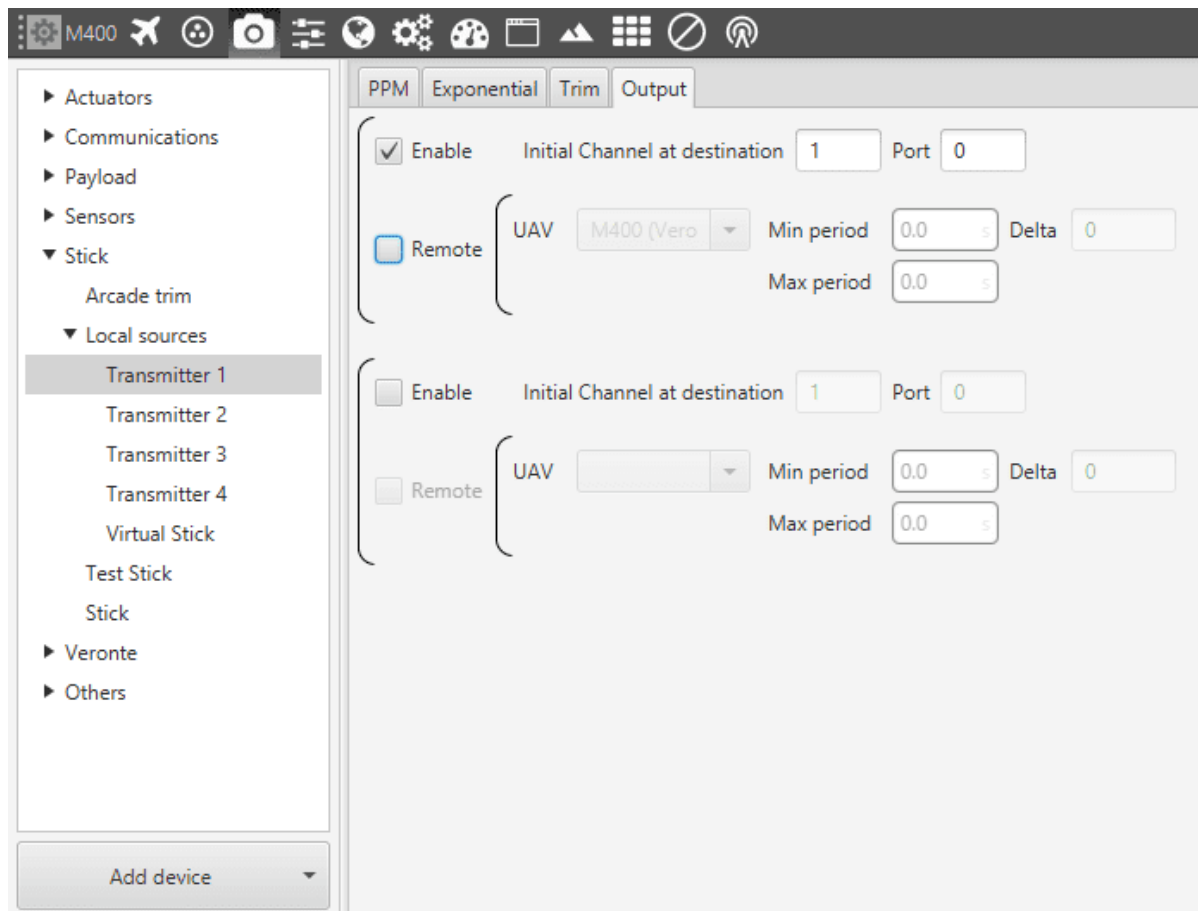 M400
Actuators
Communications
Payload
Sensors
Stick
Arcade trim
Local sources
Transmitter 1
Transmitter 2
Transmitter 3
Transmitter 4
Virtual Stick
Test Stick
Stick
Veronte
Others
Add device
PPM Exponential Trim Output
Enable Initial Channel at destination 1 Port 0
Remote UAV M400 (Vero Min period 0.0 s Delta 0
Max period 0.0 s
Enable Initial Channel at destination 1 Port 0
Remote UAV Min period 0.0 s Delta 0
Max period 0.0 s